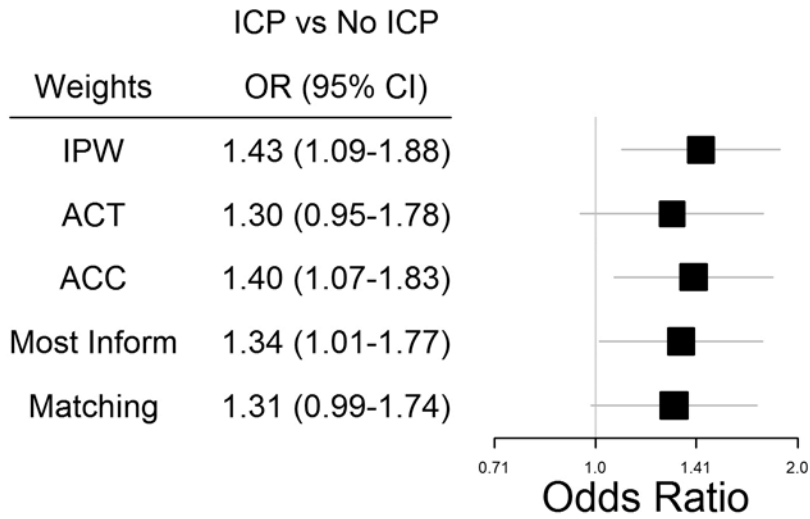 ICP vs No ICP
Weights OR (95% CI)
IPW 1.43 (1.09-1.88)
ACT 1.30 (0.95-1.78)
ACC 1.40 (1.07-1.83)
Most Inform 1.34 (1.01-1.77)
Matching 1.31 (0.99-1.74)
0.71 1.0 1.41 2.0
Odds Ratio